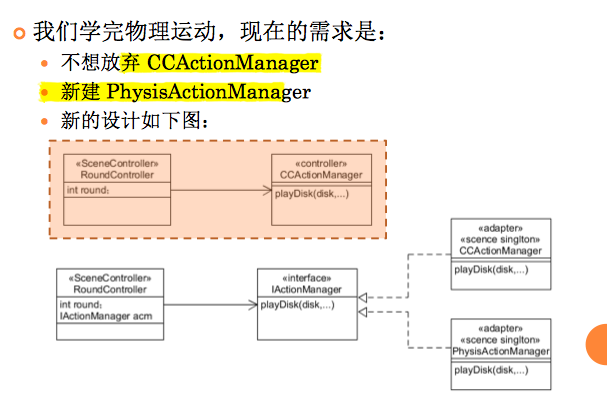 我们学完物理运动，现在的需求是：
不想放弃 CCActionManager
新建 PhysisActionManager
新的设计如下图：
«SceneController»
RoundController
int round;
«controller»
CCActionManager
playDisk(disk,...)
«SceneController»
RoundController
int round;
IActionManager acm
«interface»
IActionManager
playDisk(disk,...)
«adapter»
«scence singlton»
CCActionManager
playDisk(disk,...)
«adapter»
«scence singlton»
PhysisActionManager
playDisk(disk,...)